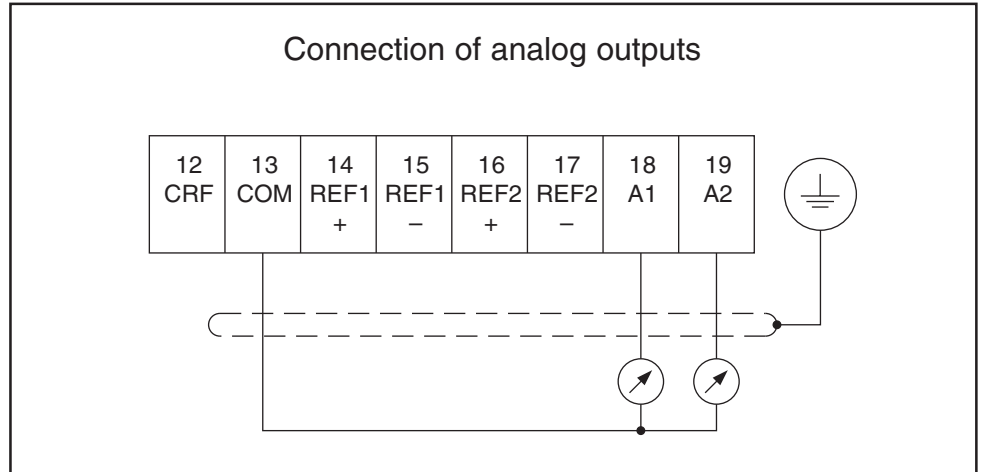 Connection of analog outputs
12 13 14 15 16 17 18 19
CRF COM REF1 REF1 REF2 REF2 A1 A2
+ – + –